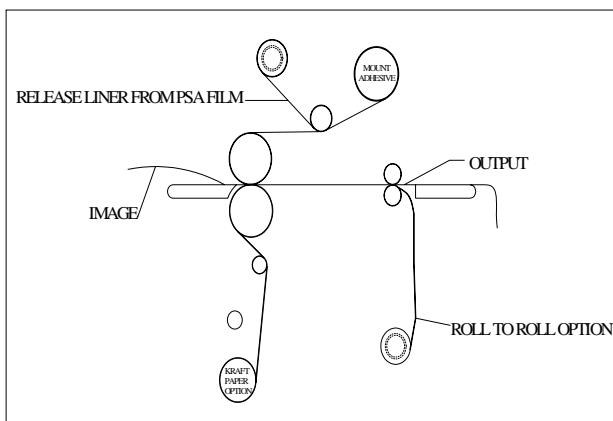 MOUNT
ADHESIVE
RELEASE LINER FROM PSA FILM
OUTPUT
IMAGE
ROLL TO ROLL OPTION
KRAFT
PAPER
OPTION